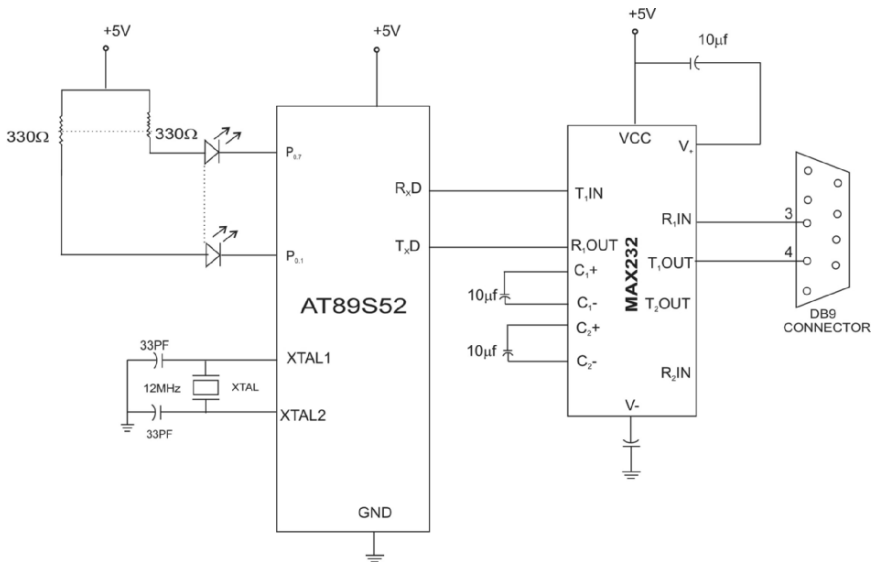 +5V
330Ω
330Ω
+5V
P0.7
RXD
TXD
P0.1
AT89S52
33PF
12MHz
XTAL
33PF
XTAL1
XTAL2
GND
+5V
10µf
VCC
V+
T1IN
R1OUT
C1+
C1-
C2+
C2-
10µf
10µf
MAX232
R1IN
T1OUT
T2OUT
R2IN
V-
3
4
DB9
CONNECTOR